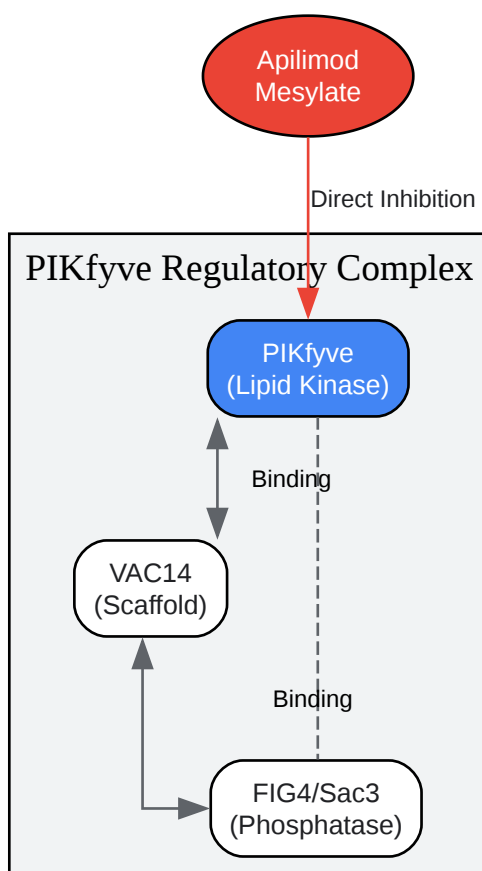 Apilimod
Mesylate
Direct Inhibition
PIKfyve Regulatory Complex
PIKfyve
(Lipid Kinase)
Binding
VAC14
(Scaffold)
Binding
FIG4/Sac3
(Phosphatase)